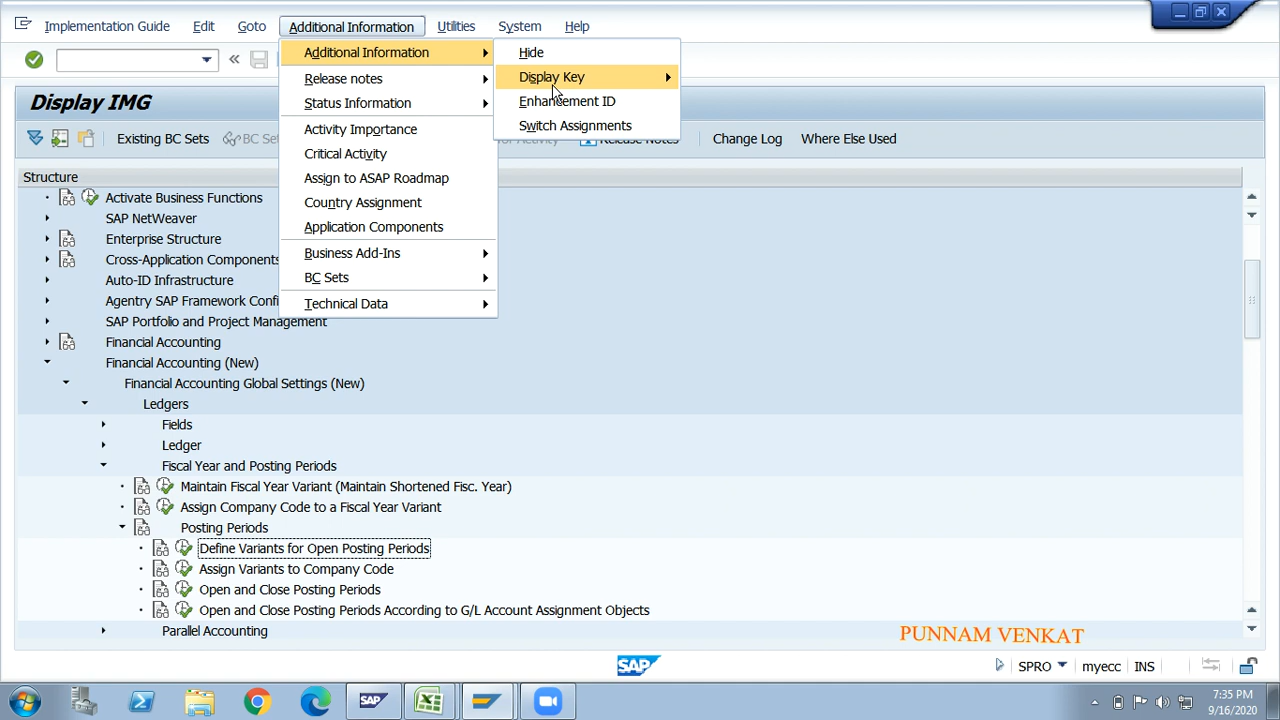 Implementation Guide Edit Goto Additional Information Utilities System Help
Additional Information Hide
Release notes Display Key
Status Information Enhancement ID
Activity Importance Switch Assignments
Critical Activity
Assign to ASAP Roadmap
Country Assignment
Application Components
Business Add-Ins
BC Sets
Technical Data
Display IMG
Existing BC Sets Change Log Where Else Used
Structure
Activate Business Functions
SAP NetWeaver
Enterprise Structure
Cross-Application Components
Auto-ID Infrastructure
Agentry SAP Framework Confi
SAP Portfolio and Project Management
Financial Accounting
Financial Accounting (New)
Financial Accounting Global Settings (New)
Ledgers
Fields
Ledger
Fiscal Year and Posting Periods
Maintain Fiscal Year Variant (Maintain Shortened Fisc. Year)
Assign Company Code to a Fiscal Year Variant
Posting Periods
Define Variants for Open Posting Periods
Assign Variants to Company Code
Open and Close Posting Periods
Open and Close Posting Periods According to G/L Account Assignment Objects
Parallel Accounting
PUNNAM VENKAT
SAP SPRO myecc INS
SAP
7:35 PM
9/16/2020